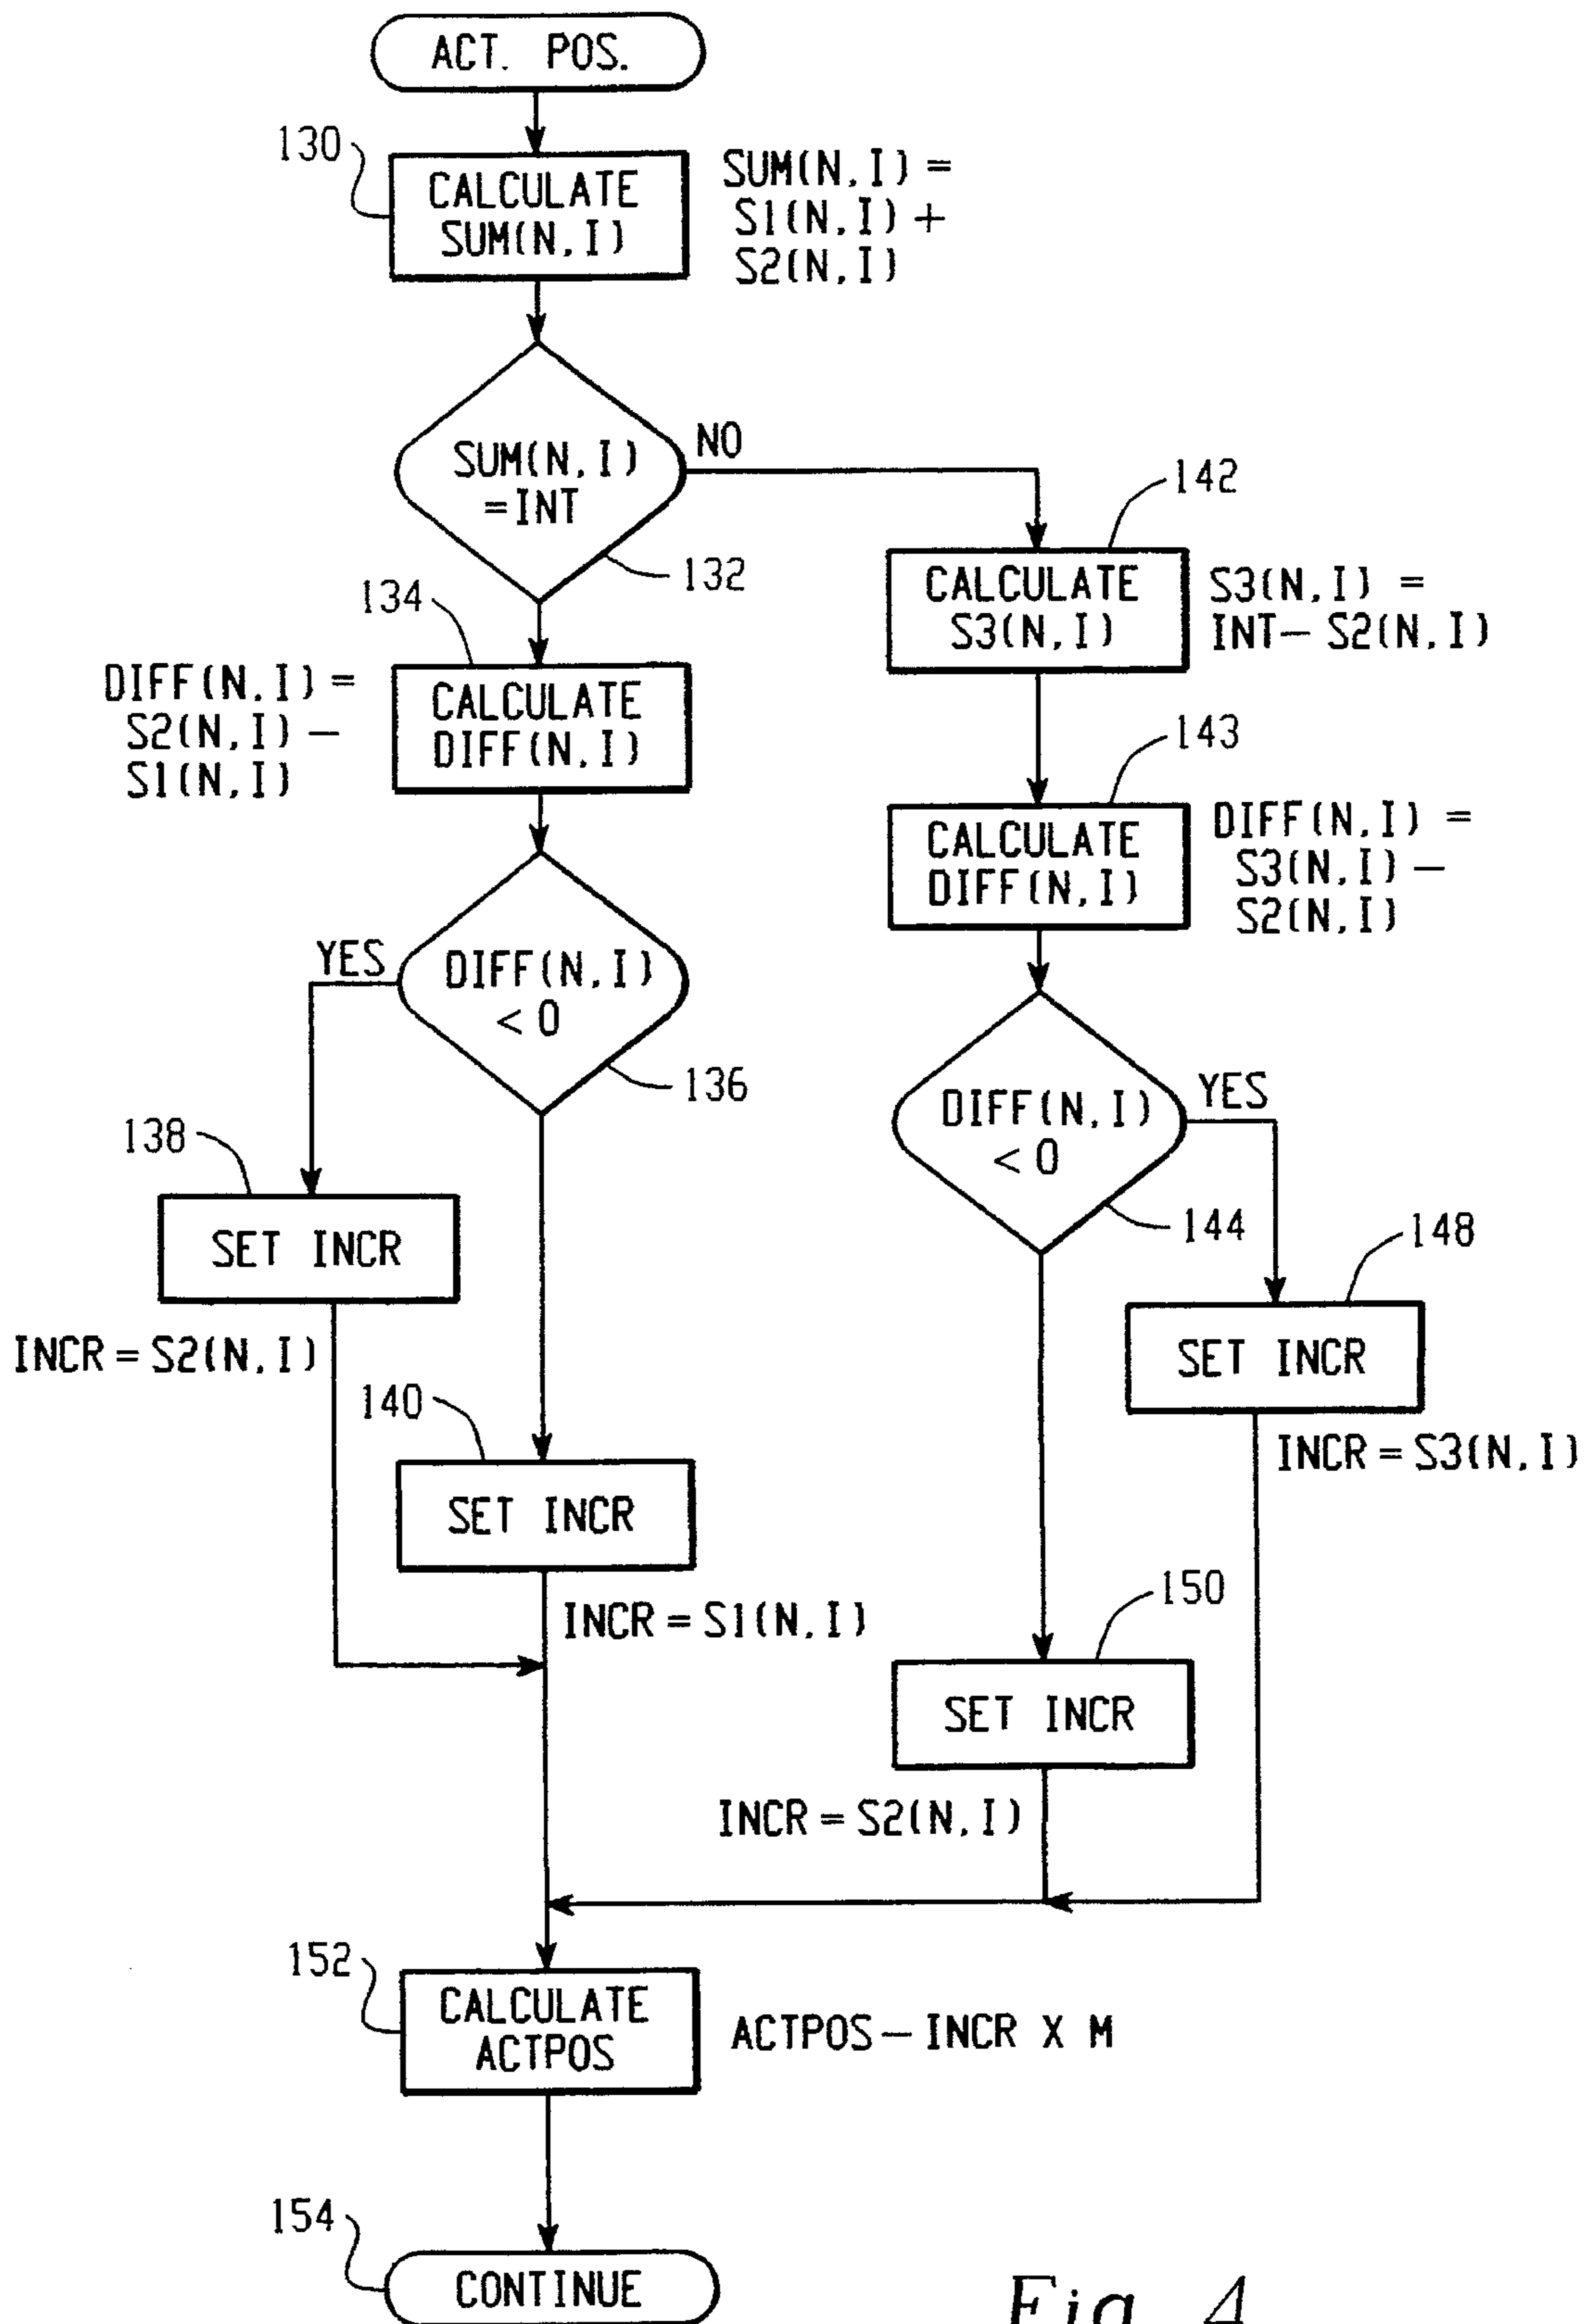 ACT. POS.
130
CALCULATE
SUM(N,I)
SUM(N,I) =
S1(N,I) +
S2(N,I)
SUM(N,I)
=INT
NO
132
142
CALCULATE
S3(N,I)
S3(N,I) =
INT– S2(N,I)
134
DIFF(N,I) =
S2(N,I) –
S1(N,I)
CALCULATE
DIFF(N,I)
143
CALCULATE
DIFF(N,I)
DIFF(N,I) =
S3(N,I) –
S2(N,I)
YES
DIFF(N,I)
< 0
136
DIFF(N,I)
< 0
YES
144
138
SET INCR
INCR = S2(N,I)
148
SET INCR
INCR = S3(N,I)
140
SET INCR
INCR = S1(N,I)
150
SET INCR
INCR = S2(N,I)
152
CALCULATE
ACTPOS
ACTPOS – INCR X M
154
CONTINUE
Fig. 4